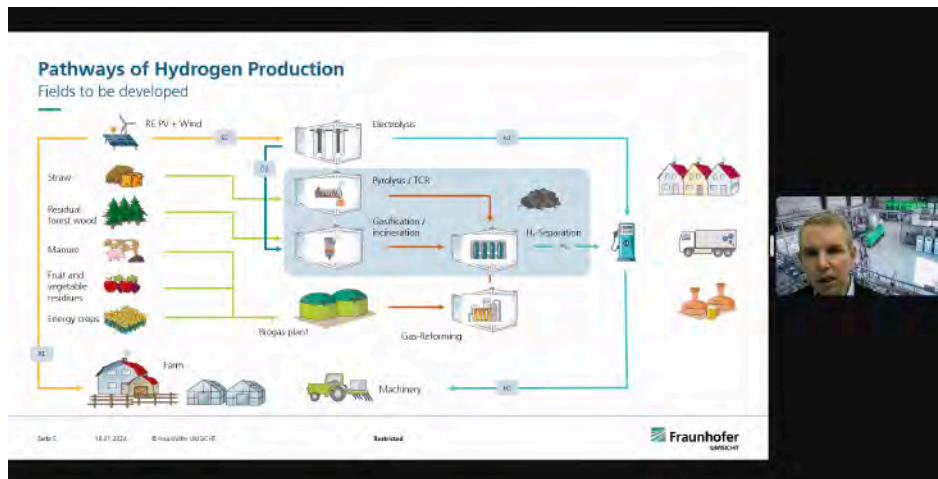 Pathways of Hydrogen Production
Fields to be developed
RE PV + Wind
Electrolysis
Straw
Pyrolysis / TCR
Residual
forest wood
Gasification /
incineration
H₂-Separation
Manure
Fruit and
vegetable
residues
Energy crops
Biogas plant
Gas-Reforming
Farm
Machinery
© Fraunhofer UMSICHT
Restricted
Fraunhofer
UMSICHT